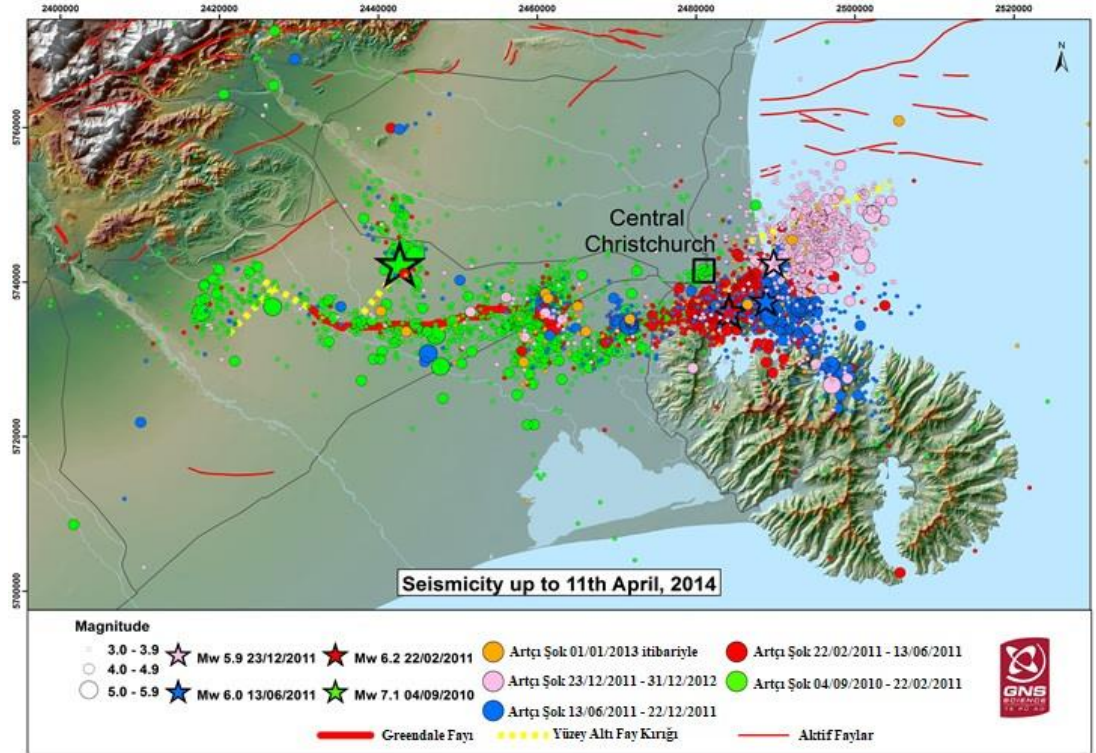 2400000 2420000 2440000 2460000 2480000 2500000 2520000
N
5760000
5740000
5720000
5700000
Central
Christchurch
Seismicity up to 11th April, 2014
Magnitude
3.0 - 3.9
4.0 - 4.9
5.0 - 5.9
Mw 5.9 23/12/2011
Mw 6.0 13/06/2011
Mw 6.2 22/02/2011
Mw 7.1 04/09/2010
Artçı Şok 01/01/2013 itibariyle
Artçı Şok 23/12/2011 - 31/12/2012
Artçı Şok 13/06/2011 - 22/12/2011
Artçı Şok 22/02/2011 - 13/06/2011
Artçı Şok 04/09/2010 - 22/02/2011
Greendale Fayı
Yüzey Altı Fay Kırığı
Aktif Faylar
GNS
SCIENCE
TE PŪ AO